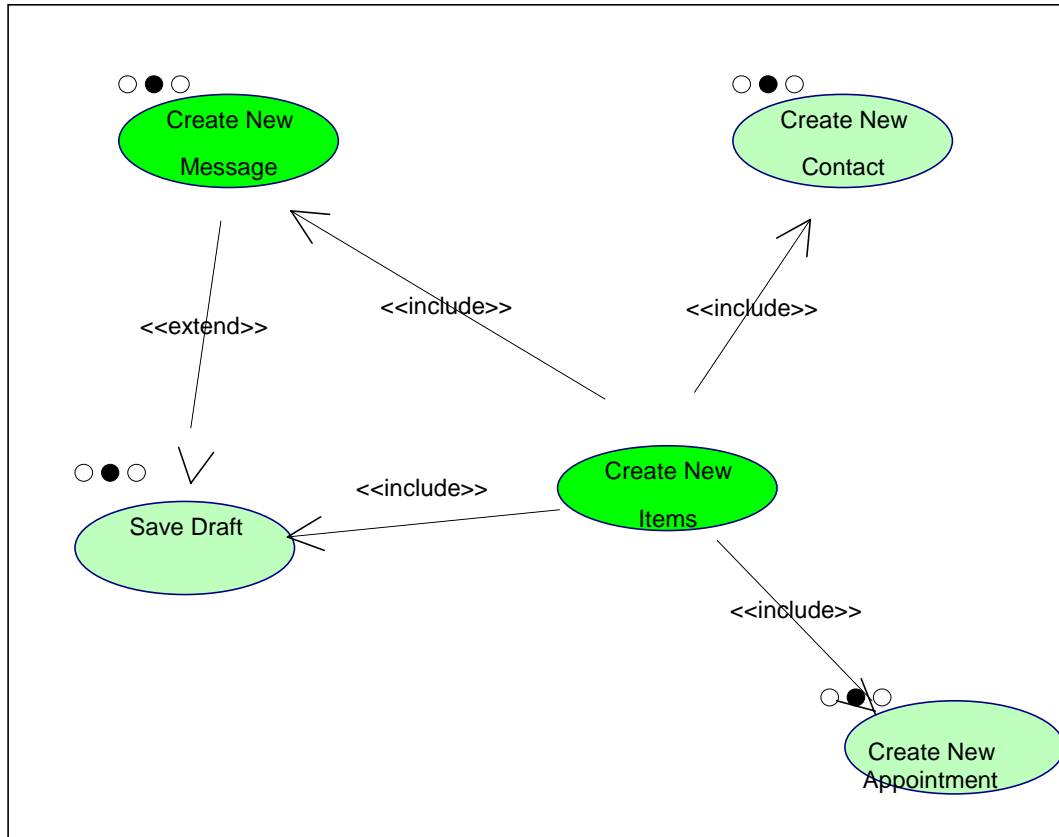 Create New
Message
Create New
Contact
<<extend>>
<<include>>
<<include>>
Save Draft
<<include>>
Create New
Items
<<include>>
Create New
Appointment